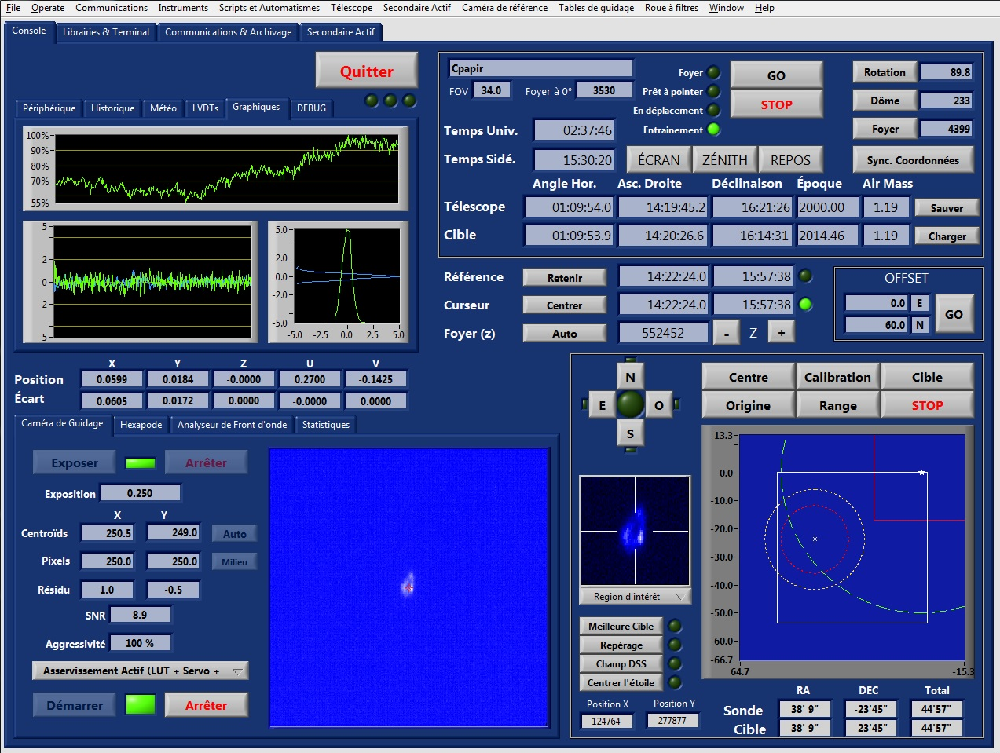 File Operate Communications Instruments Scripts et Automatismes Télescope Secondaire Actif Caméra de référence Tables de guidage Roue à filtres Window Help
Console Librairies & Terminal Communications & Archivage Secondaire Actif
Quitter
Périphérique Historique Météo LVDTs Graphiques DEBUG
100%
90%
80%
70%
55%
5
2
0
-2
-5
5.0
2.0
0.0
-2.0
-5.0
-5.0 -2.0 0.0 2.0 5.0
Cpapir
FOV 34.0 Foyer à 0° 3530
Foyer
Prêt à pointer
En déplacement
Entrainement
GO
STOP
Rotation 89.8
Dôme 233
Foyer 4399
Temps Univ. 02:37:46
Temps Sidé. 15:30:20
ÉCRAN ZÉNITH REPOS
Sync. Coordonnées
Angle Hor. Asc. Droite Déclinaison Époque Air Mass
Télescope 01:09:54.0 14:19:45.2 16:21:26 2000.00 1.19 Sauver
Cible 01:09:53.9 14:20:26.6 16:14:31 2014.46 1.19 Charger
Référence Retenir 14:22:24.0 15:57:38
Curseur Centrer 14:22:24.0 15:57:38
Foyer (z) Auto 552452 - Z +
OFFSET
0.0 E
60.0 N
GO
X Y Z U V
Position 0.0599 0.0184 -0.0000 0.2700 -0.1425
Écart 0.0605 0.0172 0.0000 -0.0000 0.0000
Caméra de Guidage Hexapode Analyseur de Front d'onde Statistiques
Exposer Arrêter
Exposition 0.250
X Y
Centroïds 250.5 249.0 Auto
Pixels 250.0 250.0 Milieu
Résidu 1.0 -0.5
SNR 8.9
Aggressivité 100 %
Asservissement Actif (LUT + Servo +
Démarrer Arrêter
N
E O
S
Centre Calibration Cible
Origine Range STOP
Region d'intérêt
Meilleure Cible
Repérage
Champ DSS
Centrer l'étoile
Position X Position Y
124764 277877
13.3
0.0
-10.0
-20.0
-30.0
-40.0
-50.0
-60.0
-66.7
64.7 -15.3
RA DEC Total
Sonde 38' 9" -23'45" 44'57"
Cible 38' 9" -23'45" 44'57"